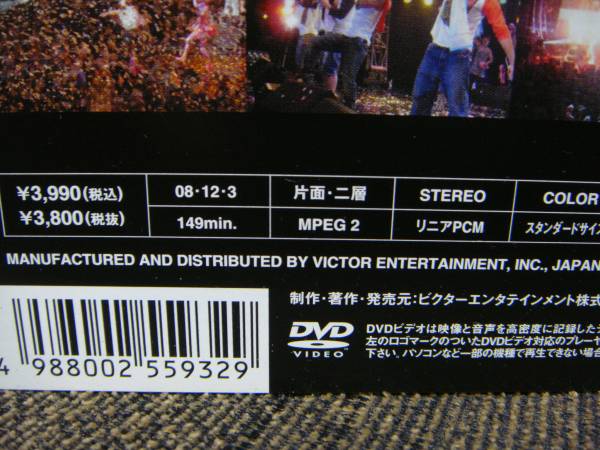 ¥3,990(税込) 08・12・3 片面・二層 STEREO COLOR
¥3,800(税抜) 149min. MPEG 2 リニアPCM スタンダードサイズ
MANUFACTURED AND DISTRIBUTED BY VICTOR ENTERTAINMENT, INC., JAPAN
制作・著作・発売元:ビクターエンタテインメント株式
DVD VIDEO
DVDビデオは映像と音声を高密度に記録した
左のロゴマークのついたDVDビデオ対応のプレーヤ
下さい。パソコンなど一部の機種で再生できない場合
4 988002 559329